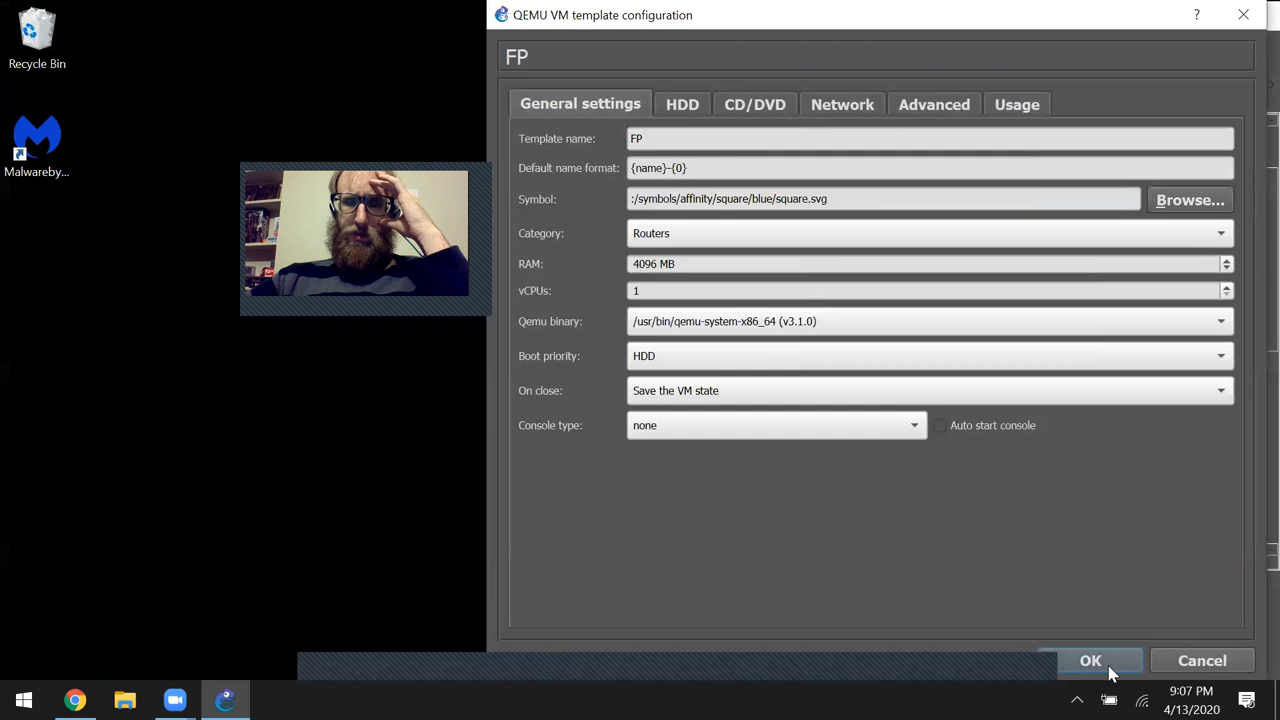 Recycle Bin
Malwareby...
QEMU VM template configuration
?
FP
General settings
HDD
CD/DVD
Network
Advanced
Usage
Template name:
FP
Default name format:
{name}-{0}
Symbol:
:/symbols/affinity/square/blue/square.svg
Browse...
Category:
Routers
RAM:
4096 MB
vCPUs:
1
Qemu binary:
/usr/bin/qemu-system-x86_64 (v3.1.0)
Boot priority:
HDD
On close:
Save the VM state
Console type:
none
Auto start console
OK
Cancel
9:07 PM
4/13/2020